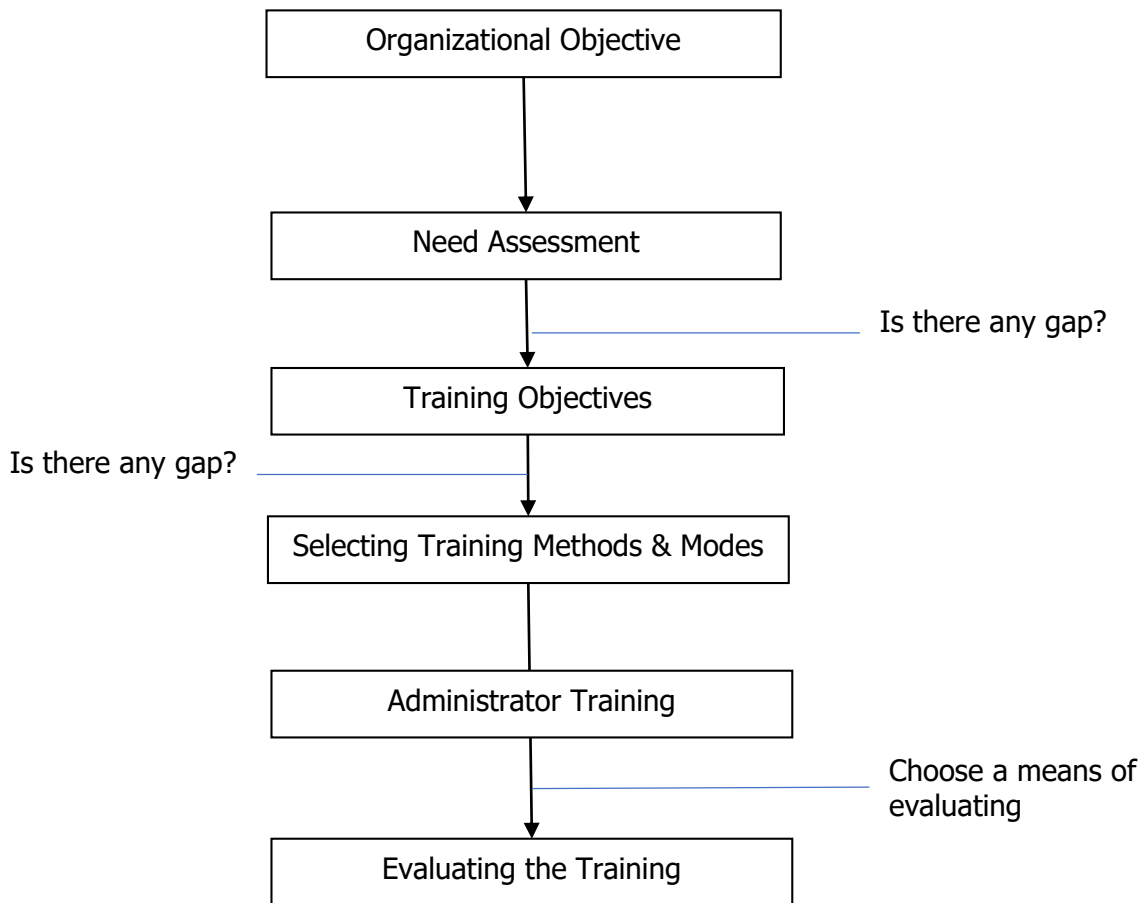 Organizational Objective
Need Assessment
Is there any gap?
Training Objectives
Is there any gap?
Selecting Training Methods & Modes
Administrator Training
Choose a means of
evaluating
Evaluating the Training